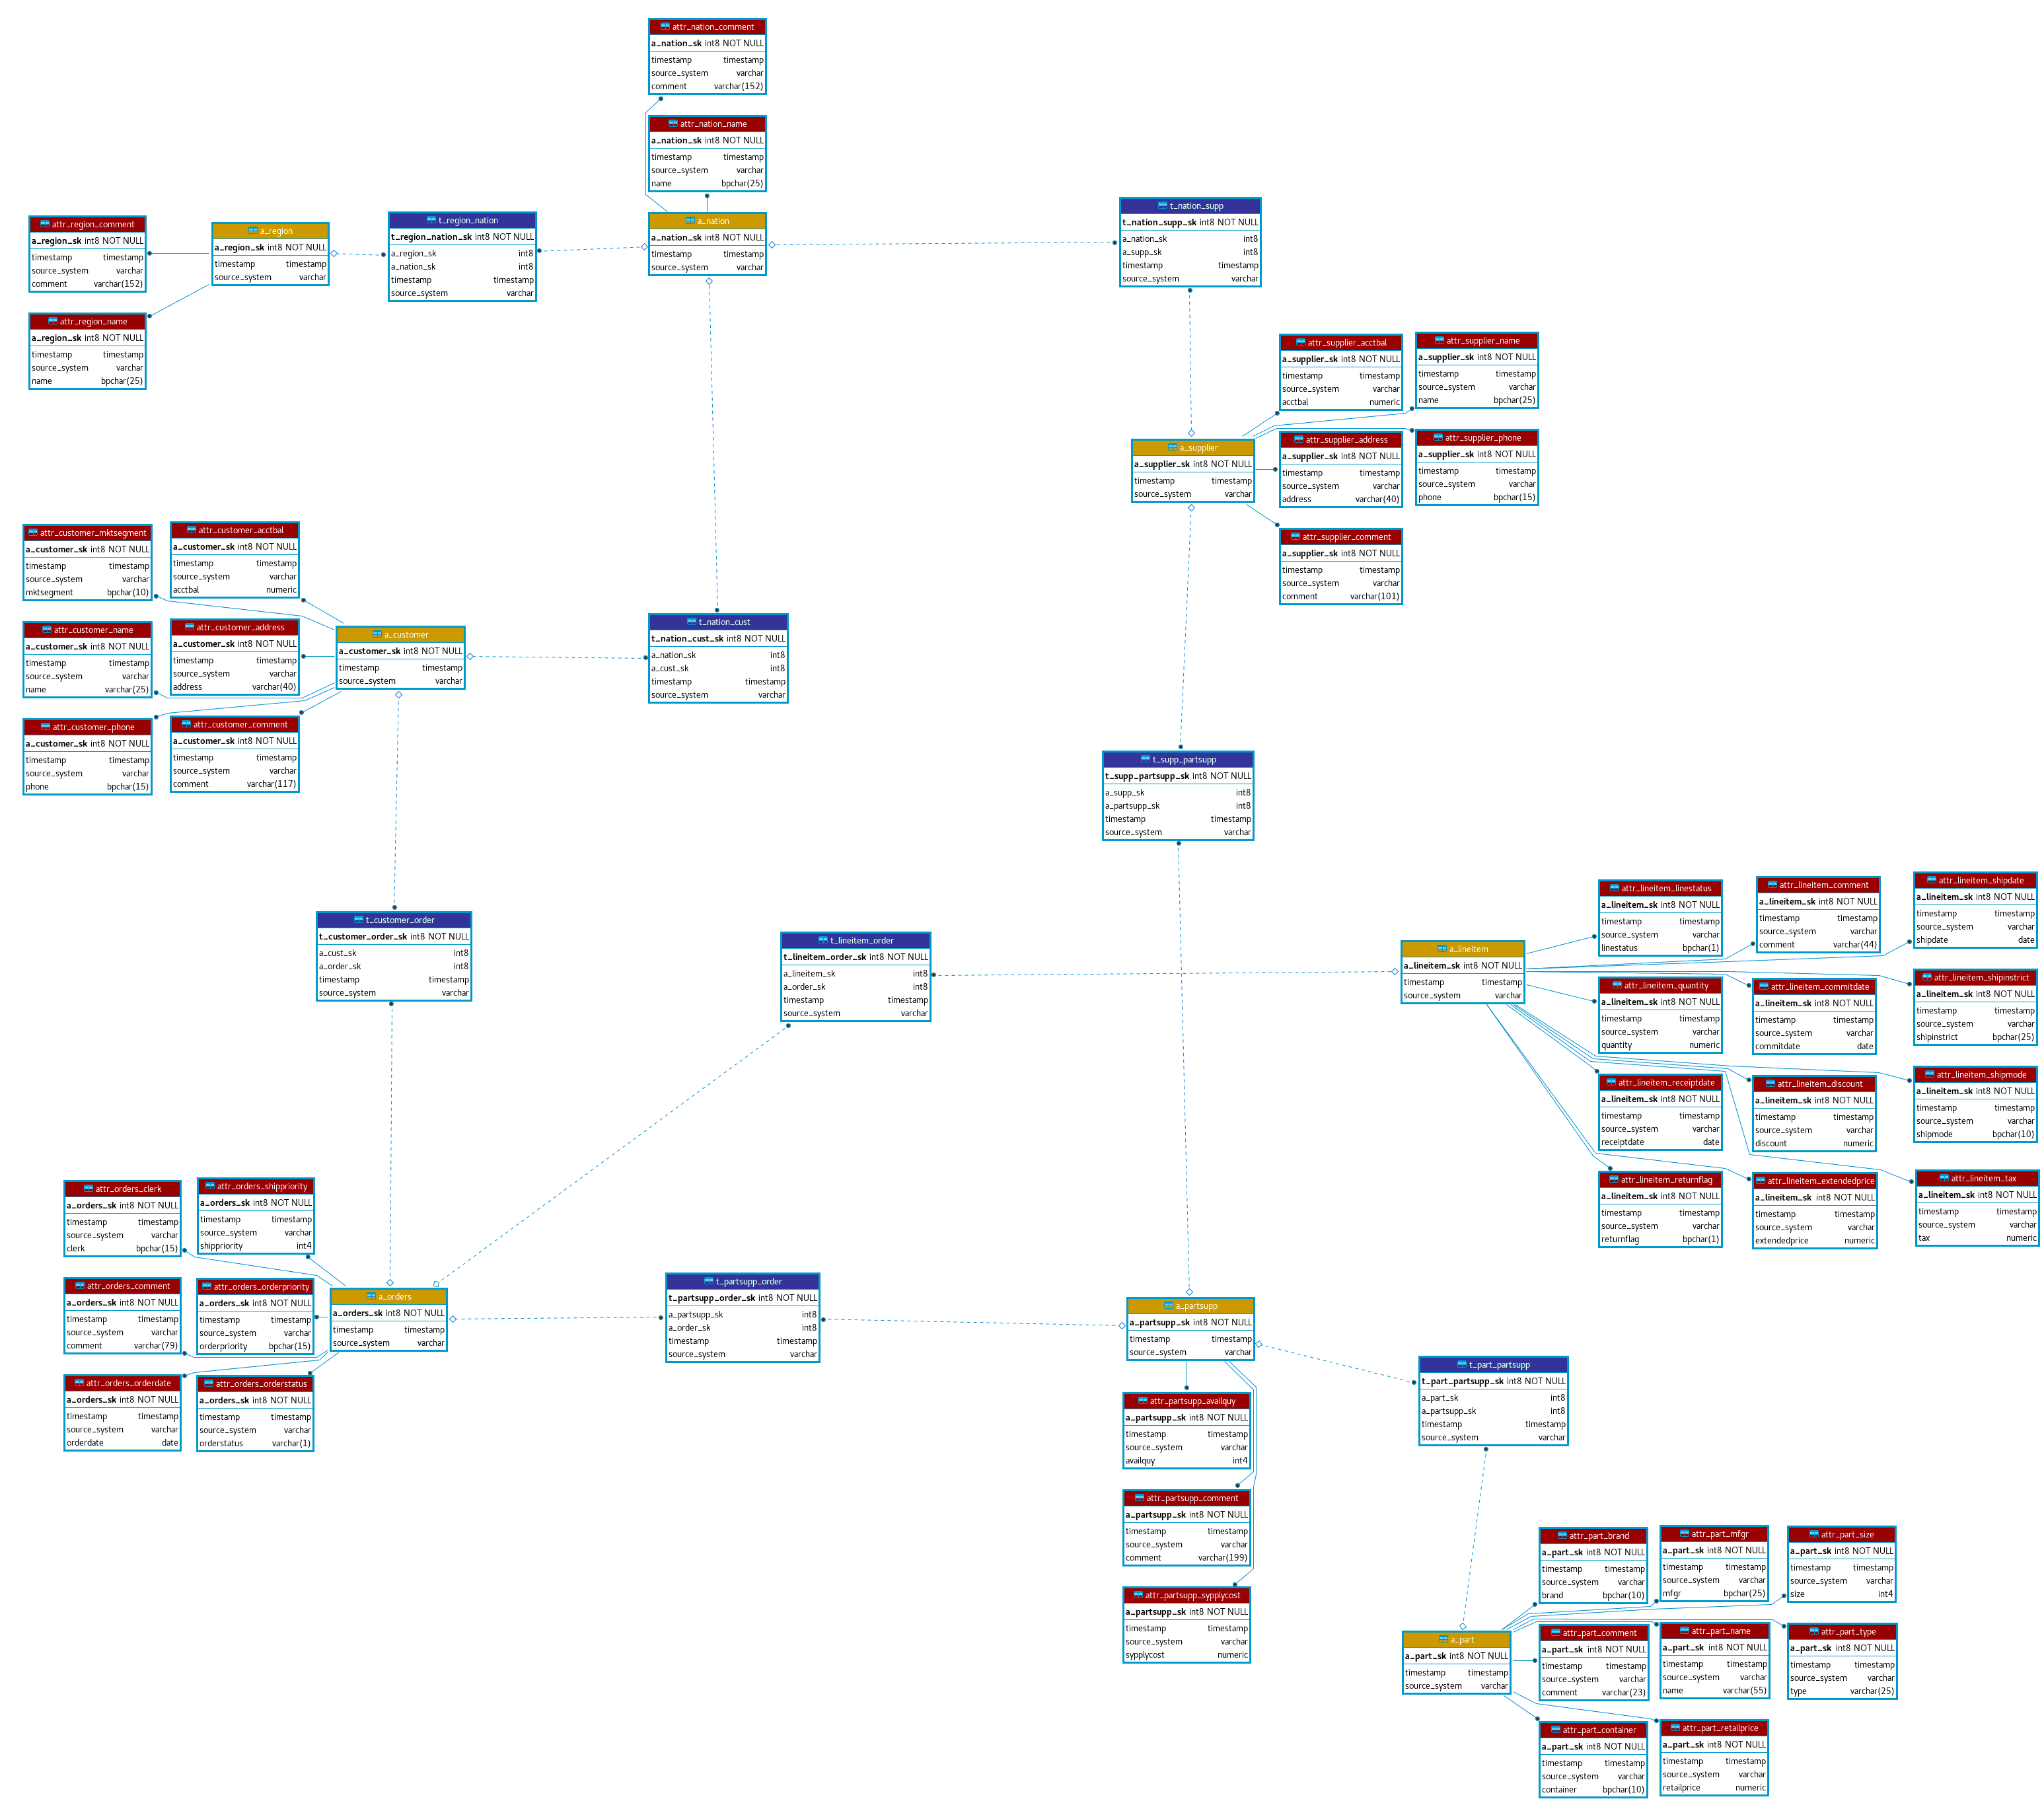 attr_nation_comment
a_nation_sk int8 NOT NULL
timestamp timestamp
source_system varchar
comment varchar(152)
attr_nation_name
a_nation_sk int8 NOT NULL
timestamp timestamp
source_system varchar
name bpchar(25)
attr_region_comment
a_region_sk int8 NOT NULL
timestamp timestamp
source_system varchar
comment varchar(152)
a_region
a_region_sk int8 NOT NULL
timestamp timestamp
source_system varchar
t_region_nation
t_region_nation_sk int8 NOT NULL
a_region_sk int8
a_nation_sk int8
timestamp timestamp
source_system varchar
a_nation
a_nation_sk int8 NOT NULL
timestamp timestamp
source_system varchar
t_nation_supp
t_nation_supp_sk int8 NOT NULL
a_nation_sk int8
a_supp_sk int8
timestamp timestamp
source_system varchar
attr_region_name
a_region_sk int8 NOT NULL
timestamp timestamp
source_system varchar
name bpchar(25)
attr_supplier_acctbal
a_supplier_sk int8 NOT NULL
timestamp timestamp
source_system varchar
acctbal numeric
attr_supplier_name
a_supplier_sk int8 NOT NULL
timestamp timestamp
source_system varchar
name bpchar(25)
a_supplier
a_supplier_sk int8 NOT NULL
timestamp timestamp
source_system varchar
attr_supplier_address
a_supplier_sk int8 NOT NULL
timestamp timestamp
source_system varchar
address varchar(40)
attr_supplier_phone
a_supplier_sk int8 NOT NULL
timestamp timestamp
source_system varchar
phone bpchar(15)
attr_supplier_comment
a_supplier_sk int8 NOT NULL
timestamp timestamp
source_system varchar
comment varchar(101)
attr_customer_mktsegment
a_customer_sk int8 NOT NULL
timestamp timestamp
source_system varchar
mktsegment bpchar(10)
attr_customer_acctbal
a_customer_sk int8 NOT NULL
timestamp timestamp
source_system varchar
acctbal numeric
attr_customer_name
a_customer_sk int8 NOT NULL
timestamp timestamp
source_system varchar
name varchar(25)
attr_customer_address
a_customer_sk int8 NOT NULL
timestamp timestamp
source_system varchar
address varchar(40)
a_customer
a_customer_sk int8 NOT NULL
timestamp timestamp
source_system varchar
t_nation_cust
t_nation_cust_sk int8 NOT NULL
a_nation_sk int8
a_cust_sk int8
timestamp timestamp
source_system varchar
attr_customer_phone
a_customer_sk int8 NOT NULL
timestamp timestamp
source_system varchar
phone bpchar(15)
attr_customer_comment
a_customer_sk int8 NOT NULL
timestamp timestamp
source_system varchar
comment varchar(117)
t_supp_partsupp
t_supp_partsupp_sk int8 NOT NULL
a_supp_sk int8
a_partsupp_sk int8
timestamp timestamp
source_system varchar
t_customer_order
t_customer_order_sk int8 NOT NULL
a_cust_sk int8
a_order_sk int8
timestamp timestamp
source_system varchar
t_lineitem_order
t_lineitem_order_sk int8 NOT NULL
a_lineitem_sk int8
a_order_sk int8
timestamp timestamp
source_system varchar
a_lineitem
a_lineitem_sk int8 NOT NULL
timestamp timestamp
source_system varchar
attr_lineitem_linestatus
a_lineitem_sk int8 NOT NULL
timestamp timestamp
source_system varchar
linestatus bpchar(1)
attr_lineitem_comment
a_lineitem_sk int8 NOT NULL
timestamp timestamp
source_system varchar
comment varchar(44)
attr_lineitem_shipdate
a_lineitem_sk int8 NOT NULL
timestamp timestamp
source_system varchar
shipdate date
attr_lineitem_quantity
a_lineitem_sk int8 NOT NULL
timestamp timestamp
source_system varchar
quantity numeric
attr_lineitem_commitdate
a_lineitem_sk int8 NOT NULL
timestamp timestamp
source_system varchar
commitdate date
attr_lineitem_shipinstrict
a_lineitem_sk int8 NOT NULL
timestamp timestamp
source_system varchar
shipinstrict bpchar(25)
attr_lineitem_receiptdate
a_lineitem_sk int8 NOT NULL
timestamp timestamp
source_system varchar
receiptdate date
attr_lineitem_discount
a_lineitem_sk int8 NOT NULL
timestamp timestamp
source_system varchar
discount numeric
attr_lineitem_shipmode
a_lineitem_sk int8 NOT NULL
timestamp timestamp
source_system varchar
shipmode bpchar(10)
attr_lineitem_returnflag
a_lineitem_sk int8 NOT NULL
timestamp timestamp
source_system varchar
returnflag bpchar(1)
attr_lineitem_extendedprice
a_lineitem_sk int8 NOT NULL
timestamp timestamp
source_system varchar
extendedprice numeric
attr_lineitem_tax
a_lineitem_sk int8 NOT NULL
timestamp timestamp
source_system varchar
tax numeric
attr_orders_clerk
a_orders_sk int8 NOT NULL
timestamp timestamp
source_system varchar
clerk bpchar(15)
attr_orders_shippriority
a_orders_sk int8 NOT NULL
timestamp timestamp
source_system varchar
shippriority int4
attr_orders_comment
a_orders_sk int8 NOT NULL
timestamp timestamp
source_system varchar
comment varchar(79)
attr_orders_orderpriority
a_orders_sk int8 NOT NULL
timestamp timestamp
source_system varchar
orderpriority bpchar(15)
a_orders
a_orders_sk int8 NOT NULL
timestamp timestamp
source_system varchar
t_partsupp_order
t_partsupp_order_sk int8 NOT NULL
a_partsupp_sk int8
a_order_sk int8
timestamp timestamp
source_system varchar
a_partsupp
a_partsupp_sk int8 NOT NULL
timestamp timestamp
source_system varchar
attr_orders_orderdate
a_orders_sk int8 NOT NULL
timestamp timestamp
source_system varchar
orderdate date
attr_orders_orderstatus
a_orders_sk int8 NOT NULL
timestamp timestamp
source_system varchar
orderstatus varchar(1)
t_part_partsupp
t_part_partsupp_sk int8 NOT NULL
a_part_sk int8
a_partsupp_sk int8
timestamp timestamp
source_system varchar
attr_partsupp_availquy
a_partsupp_sk int8 NOT NULL
timestamp timestamp
source_system varchar
availquy int4
attr_partsupp_comment
a_partsupp_sk int8 NOT NULL
timestamp timestamp
source_system varchar
comment varchar(199)
attr_partsupp_sypplycost
a_partsupp_sk int8 NOT NULL
timestamp timestamp
source_system varchar
sypplycost numeric
attr_part_brand
a_part_sk int8 NOT NULL
timestamp timestamp
source_system varchar
brand bpchar(10)
attr_part_mfgr
a_part_sk int8 NOT NULL
timestamp timestamp
source_system varchar
mfgr bpchar(25)
attr_part_size
a_part_sk int8 NOT NULL
timestamp timestamp
source_system varchar
size int4
a_part
a_part_sk int8 NOT NULL
timestamp timestamp
source_system varchar
attr_part_comment
a_part_sk int8 NOT NULL
timestamp timestamp
source_system varchar
comment varchar(23)
attr_part_name
a_part_sk int8 NOT NULL
timestamp timestamp
source_system varchar
name varchar(55)
attr_part_type
a_part_sk int8 NOT NULL
timestamp timestamp
source_system varchar
type varchar(25)
attr_part_container
a_part_sk int8 NOT NULL
timestamp timestamp
source_system varchar
container bpchar(10)
attr_part_retailprice
a_part_sk int8 NOT NULL
timestamp timestamp
source_system varchar
retailprice numeric